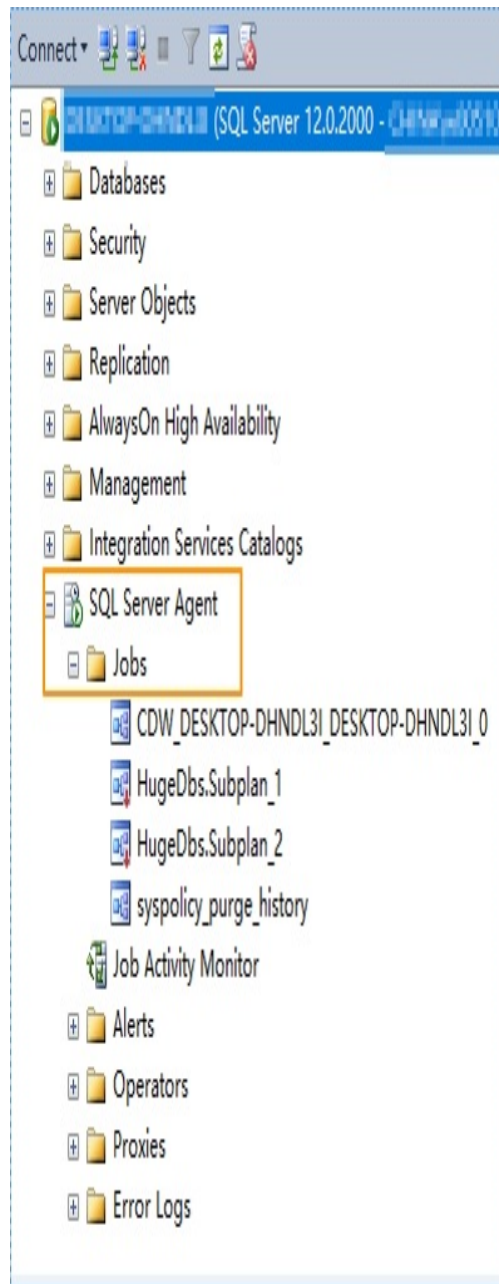 Connect
(SQL Server 12.0.2000 -
Databases
Security
Server Objects
Replication
AlwaysOn High Availability
Management
Integration Services Catalogs
SQL Server Agent
Jobs
CDW_DESKTOP-DHNDL3I_DESKTOP-DHNDL3I_0
HugeDbs.Subplan_1
HugeDbs.Subplan_2
syspolicy_purge_history
Job Activity Monitor
Alerts
Operators
Proxies
Error Logs